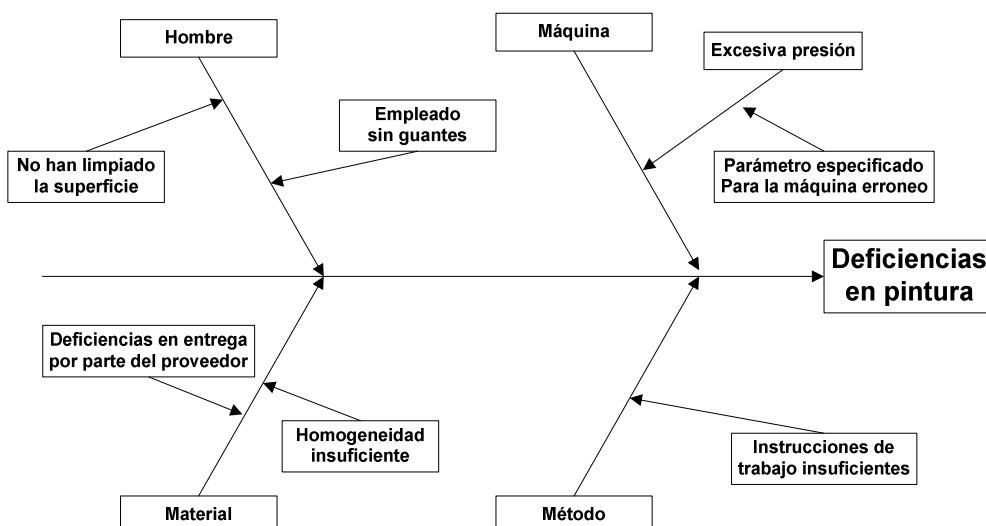 Hombre
Máquina
Excesiva presión
Empleado
sin guantes
No han limpiado
la superficie
Parámetro especificado
Para la máquina erroneo
Deficiencias
en pintura
Deficiencias en entrega
por parte del proveedor
Homogeneidad
insuficiente
Instrucciones de
trabajo insuficientes
Material
Método